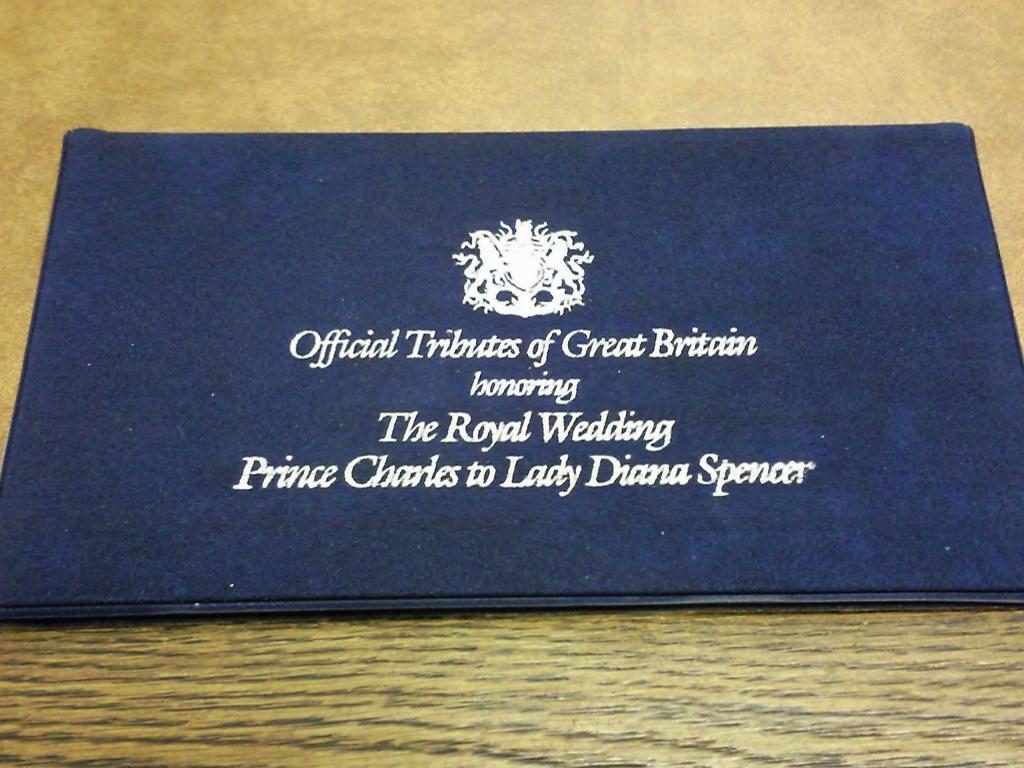 Official Tributes of Great Britain
honoring
The Royal Wedding
Prince Charles to Lady Diana Spencer